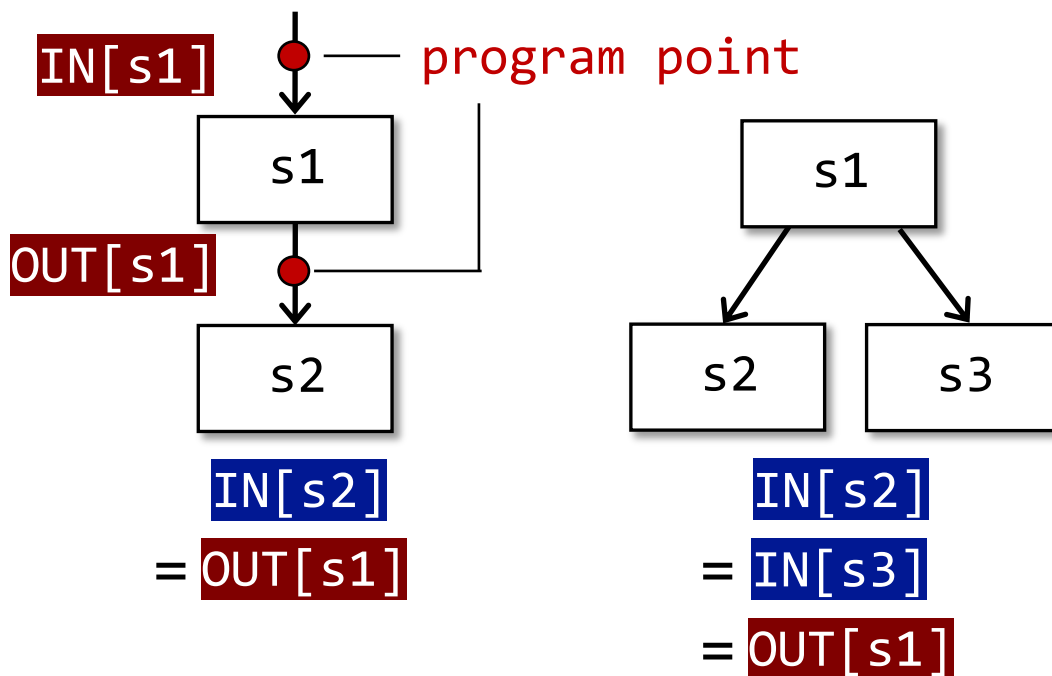 IN[s1]
program point
s1
OUT[s1]
s2
IN[s2]
= OUT[s1]
s1
s2
s3
IN[s2]
= IN[s3]
= OUT[s1]